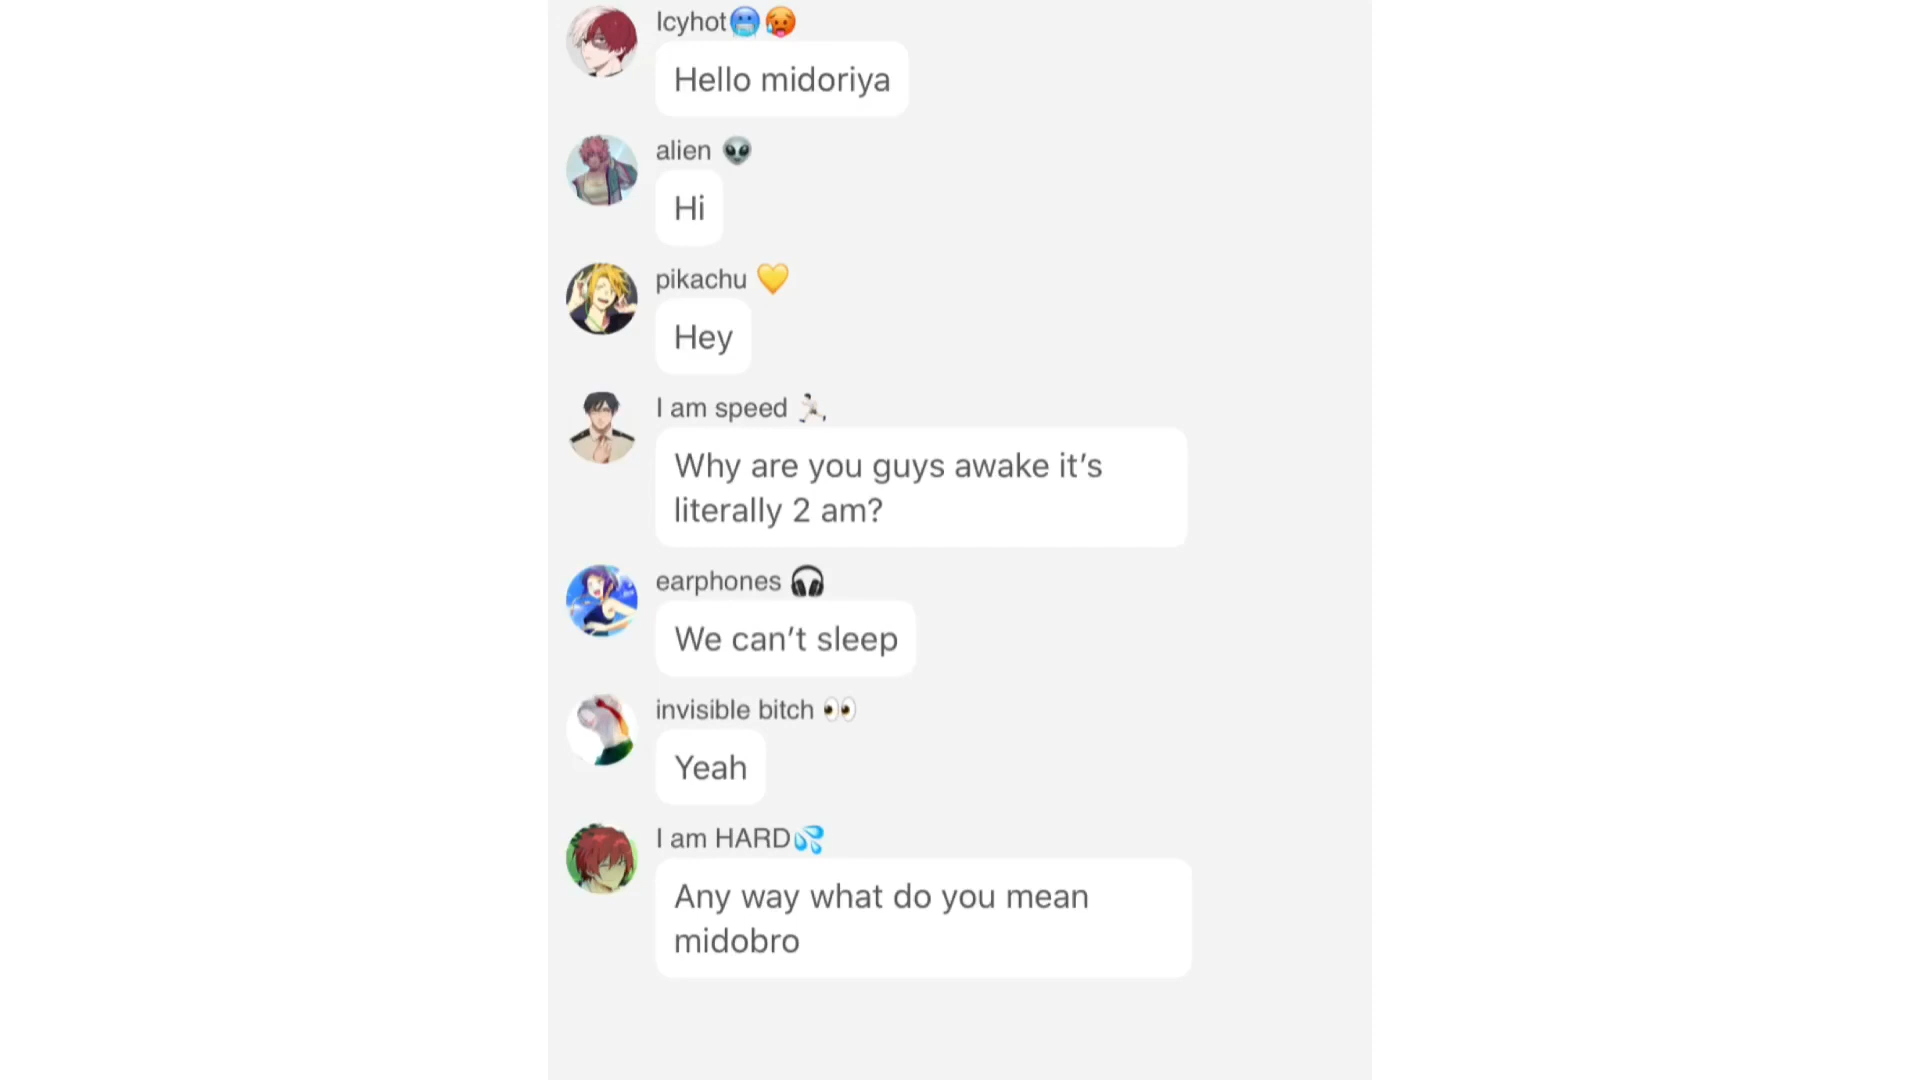 Icyhot🥶🥵
Hello midoriya
alien 👽
Hi
pikachu 💛
Hey
I am speed 🏃🏻
Why are you guys awake it’s
literally 2 am?
earphones 🎧
We can’t sleep
invisible bitch 👀
Yeah
I am HARD💦
Any way what do you mean
midobro